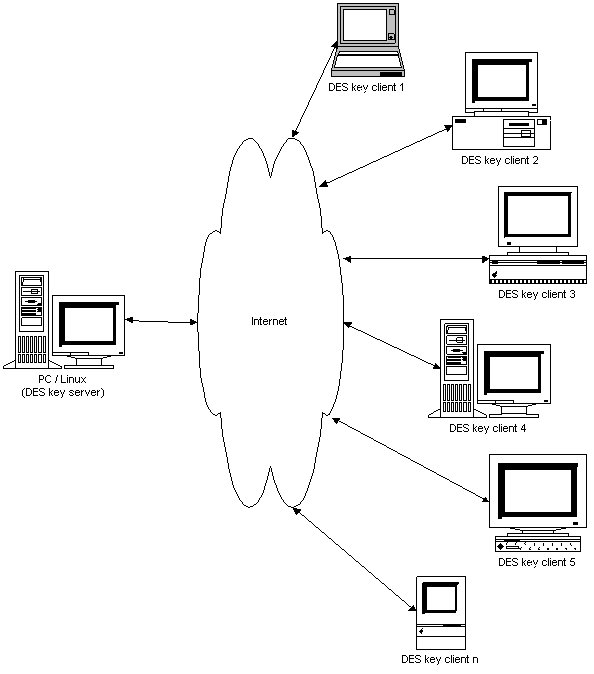 DES key client 1
DES key client 2
DES key client 3
Internet
PC / Linux
(DES key server)
DES key client 4
DES key client 5
DES key client n